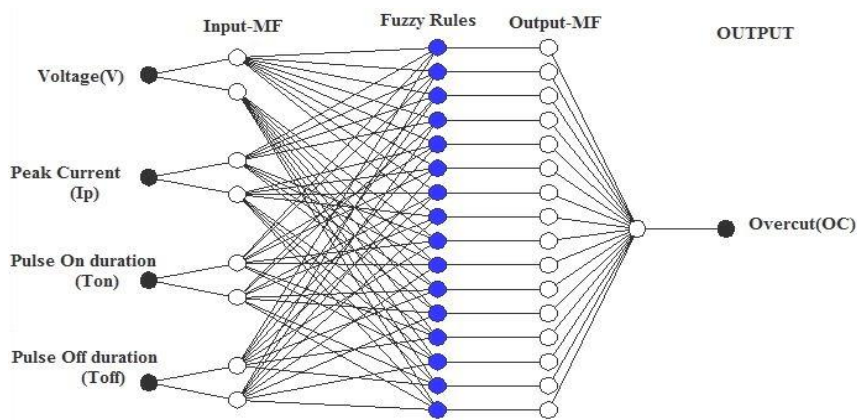 Input-MF
Fuzzy Rules
Output-MF
OUTPUT
Voltage(V)
Peak Current
(Ip)
Pulse On duration
(Ton)
Pulse Off duration
(Toff)
Overcut(OC)